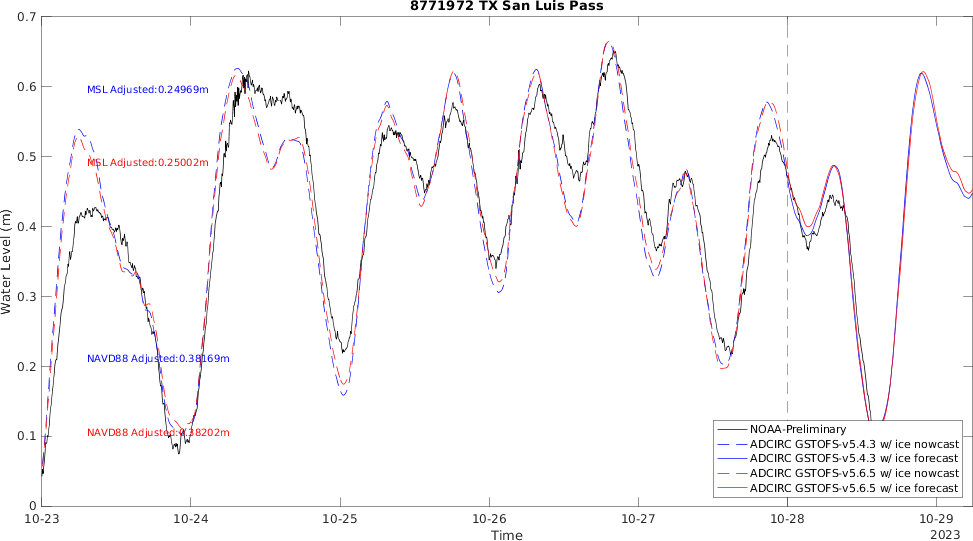 8771972 TX San Luis Pass
0.7
0.6
0.5
0.4
0.3
0.2
0.1
0
Water Level (m)
MSL Adjusted:0.24969m
MSL Adjusted:0.25002m
NAVD88 Adjusted:0.38169m
NAVD88 Adjusted:0.38202m
NOAA-Preliminary
ADCIRC GSTOFS-v5.4.3 w/ ice nowcast
ADCIRC GSTOFS-v5.4.3 w/ ice forecast
ADCIRC GSTOFS-v5.6.5 w/ ice nowcast
ADCIRC GSTOFS-v5.6.5 w/ ice forecast
10-23 10-24 10-25 10-26 10-27 10-28 10-29
Time
2023